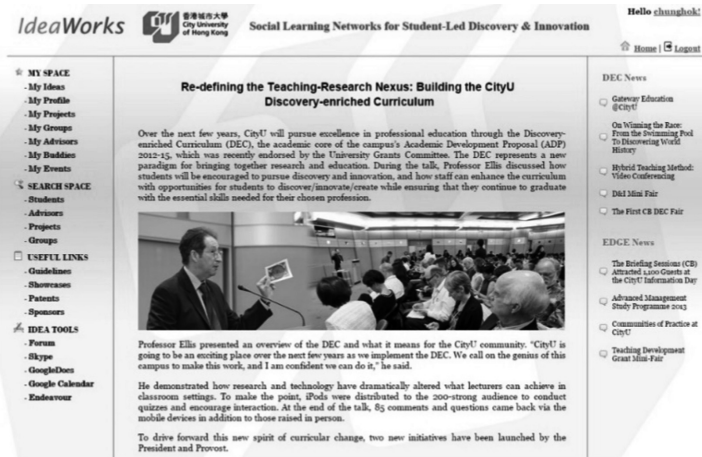 IdeaWorks
香港城市大學
City University
of Hong Kong
Social Learning Networks for Student-Led Discovery & Innovation
Hello chunghok!
Home | Logout
MY SPACE
- My Ideas
- My Profile
- My Projects
- My Groups
- My Advisors
- My Buddies
- My Events
SEARCH SPACE
- Students
- Advisors
- Projects
- Groups
USEFUL LINKS
- Guidelines
- Showcases
- Patents
- Sponsors
IDEA TOOLS
- Forum
- Skype
- GoogleDocs
- Google Calendar
- Endeavour
Re-defining the Teaching-Research Nexus: Building the CityU
Discovery-enriched Curriculum
Over the next few years, CityU will pursue excellence in professional education through the Discovery-
enriched Curriculum (DEC), the academic core of the campus's Academic Development Proposal (ADP)
2012-15, which was recently endorsed by the University Grants Committee. The DEC represents a new
paradigm for bringing together research and education. During the talk, Professor Ellis discussed how
students will be encouraged to pursue discovery and innovation, and how staff can enhance the curriculum
with opportunities for students to discover/innovate/create while ensuring that they continue to graduate
with the essential skills needed for their chosen profession.
Professor Ellis presented an overview of the DEC and what it means for the CityU community. "CityU is
going to be an exciting place over the next few years as we implement the DEC. We call on the genius of this
campus to make this work, and I am confident we can do it," he said.
He demonstrated how research and technology have dramatically altered what lecturers can achieve in
classroom settings. To make the point, iPods were distributed to the 200-strong audience to conduct
quizzes and encourage interaction. At the end of the talk, 85 comments and questions came back via the
mobile devices in addition to those raised in person.
To drive forward this new spirit of curricular change, two new initiatives have been launched by the
President and Provost.
DEC News
Gateway Education
@CityU
On Winning the Race:
From the Swimming Pool
To Discovering World
History
Hybrid Teaching Method:
Video Conferencing
D&I Mini Fair
The First CB DEC Fair
EDGE News
The Briefing Sessions (CB)
Attracted 1,100 Guests at
the CityU Information Day
Advanced Management
Study Programme 2013
Communities of Practice at
CityU
Teaching Development
Grant Mini-Fair